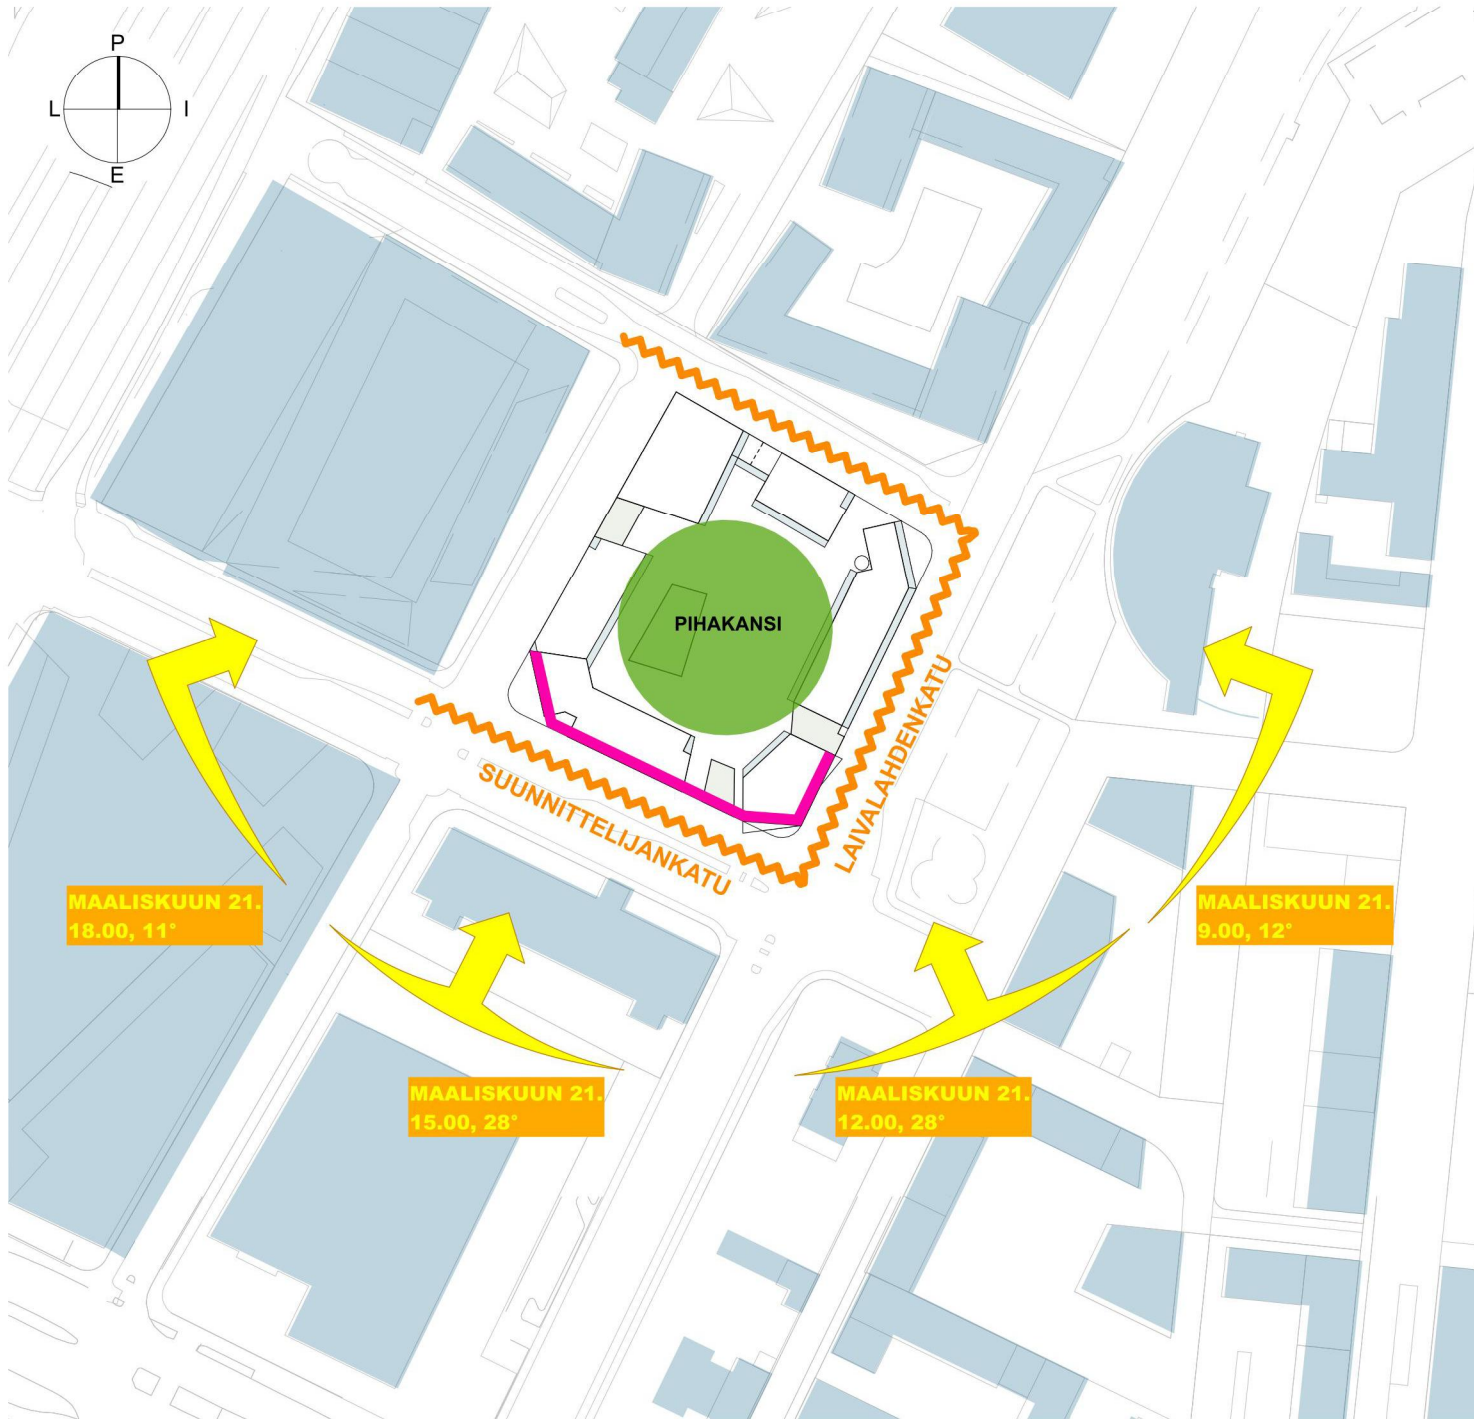 P
L
I
E
PIHAKANSI
LAIVALAHDENKATU
SUUNNITTELIJANKATU
MAALISKUUN 21.
18.00, 11°
MAALISKUUN 21.
9.00, 12°
MAALISKUUN 21.
15.00, 28°
MAALISKUUN 21.
12.00, 28°